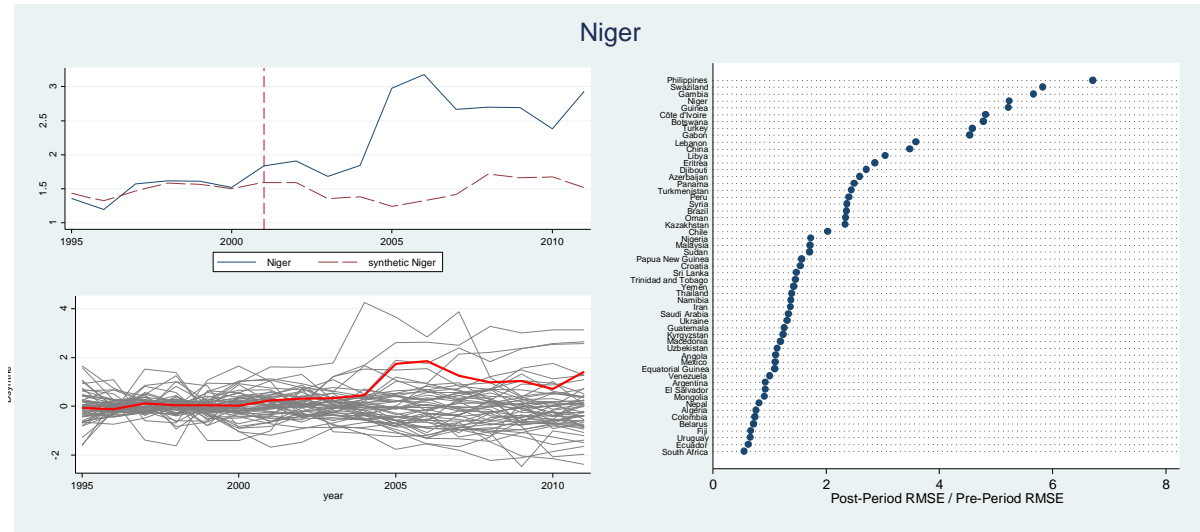 Niger
3
2.5
2
1.5
1
1995 2000 2005 2010
Niger synthetic Niger
4
2
0
-2
1995 2000 2005 2010
year
Philippines
Swaziland
Gambia
Niger
Guinea
Côte d'Ivoire
Botswana
Turkey
Gabon
Lebanon
China
Libya
Eritrea
Djibouti
Azerbaijan
Panama
Turkmenistan
Peru
Syria
Brazil
Oman
Kazakhstan
Chile
Nigeria
Malaysia
Sudan
Papua New Guinea
Croatia
Sri Lanka
Trinidad and Tobago
Yemen
Thailand
Namibia
Iran
Saudi Arabia
Ukraine
Guatemala
Kyrgyzstan
Macedonia
Uzbekistan
Angola
Mexico
Equatorial Guinea
Venezuela
Argentina
El Salvador
Mongolia
Nepal
Algeria
Colombia
Belarus
Fiji
Uruguay
Ecuador
South Africa
0 2 4 6 8
Post-Period RMSE / Pre-Period RMSE